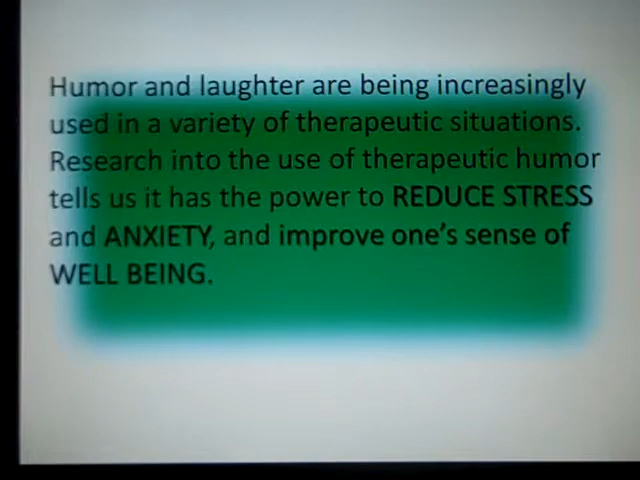 Humor and laughter are being increasingly
used in a variety of therapeutic situations.
Research into the use of therapeutic humor
tells us it has the power to REDUCE STRESS
and ANXIETY, and improve one's sense of
WELL BEING.